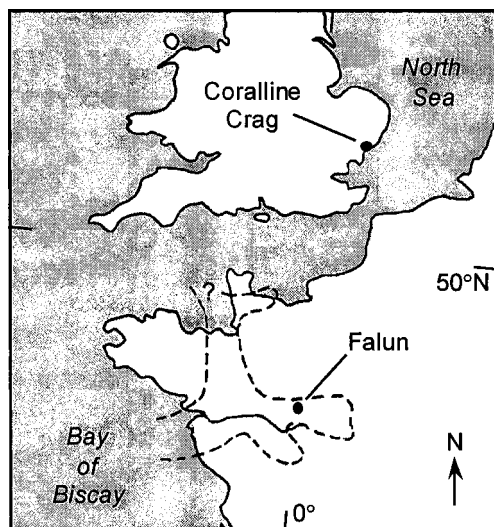 North
Sea
Coralline
Crag
50°N
?
Falun
Bay
of
Biscay
N
0°